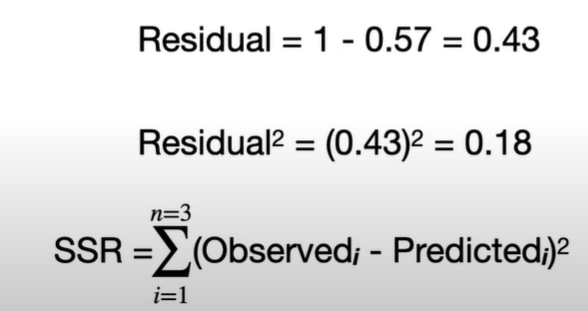 Residual = 1 - 0.57 = 0.43
Residual² = (0.43)² = 0.18
n=3
SSR = ∑(Observedᵢ - Predictedᵢ)²
i=1